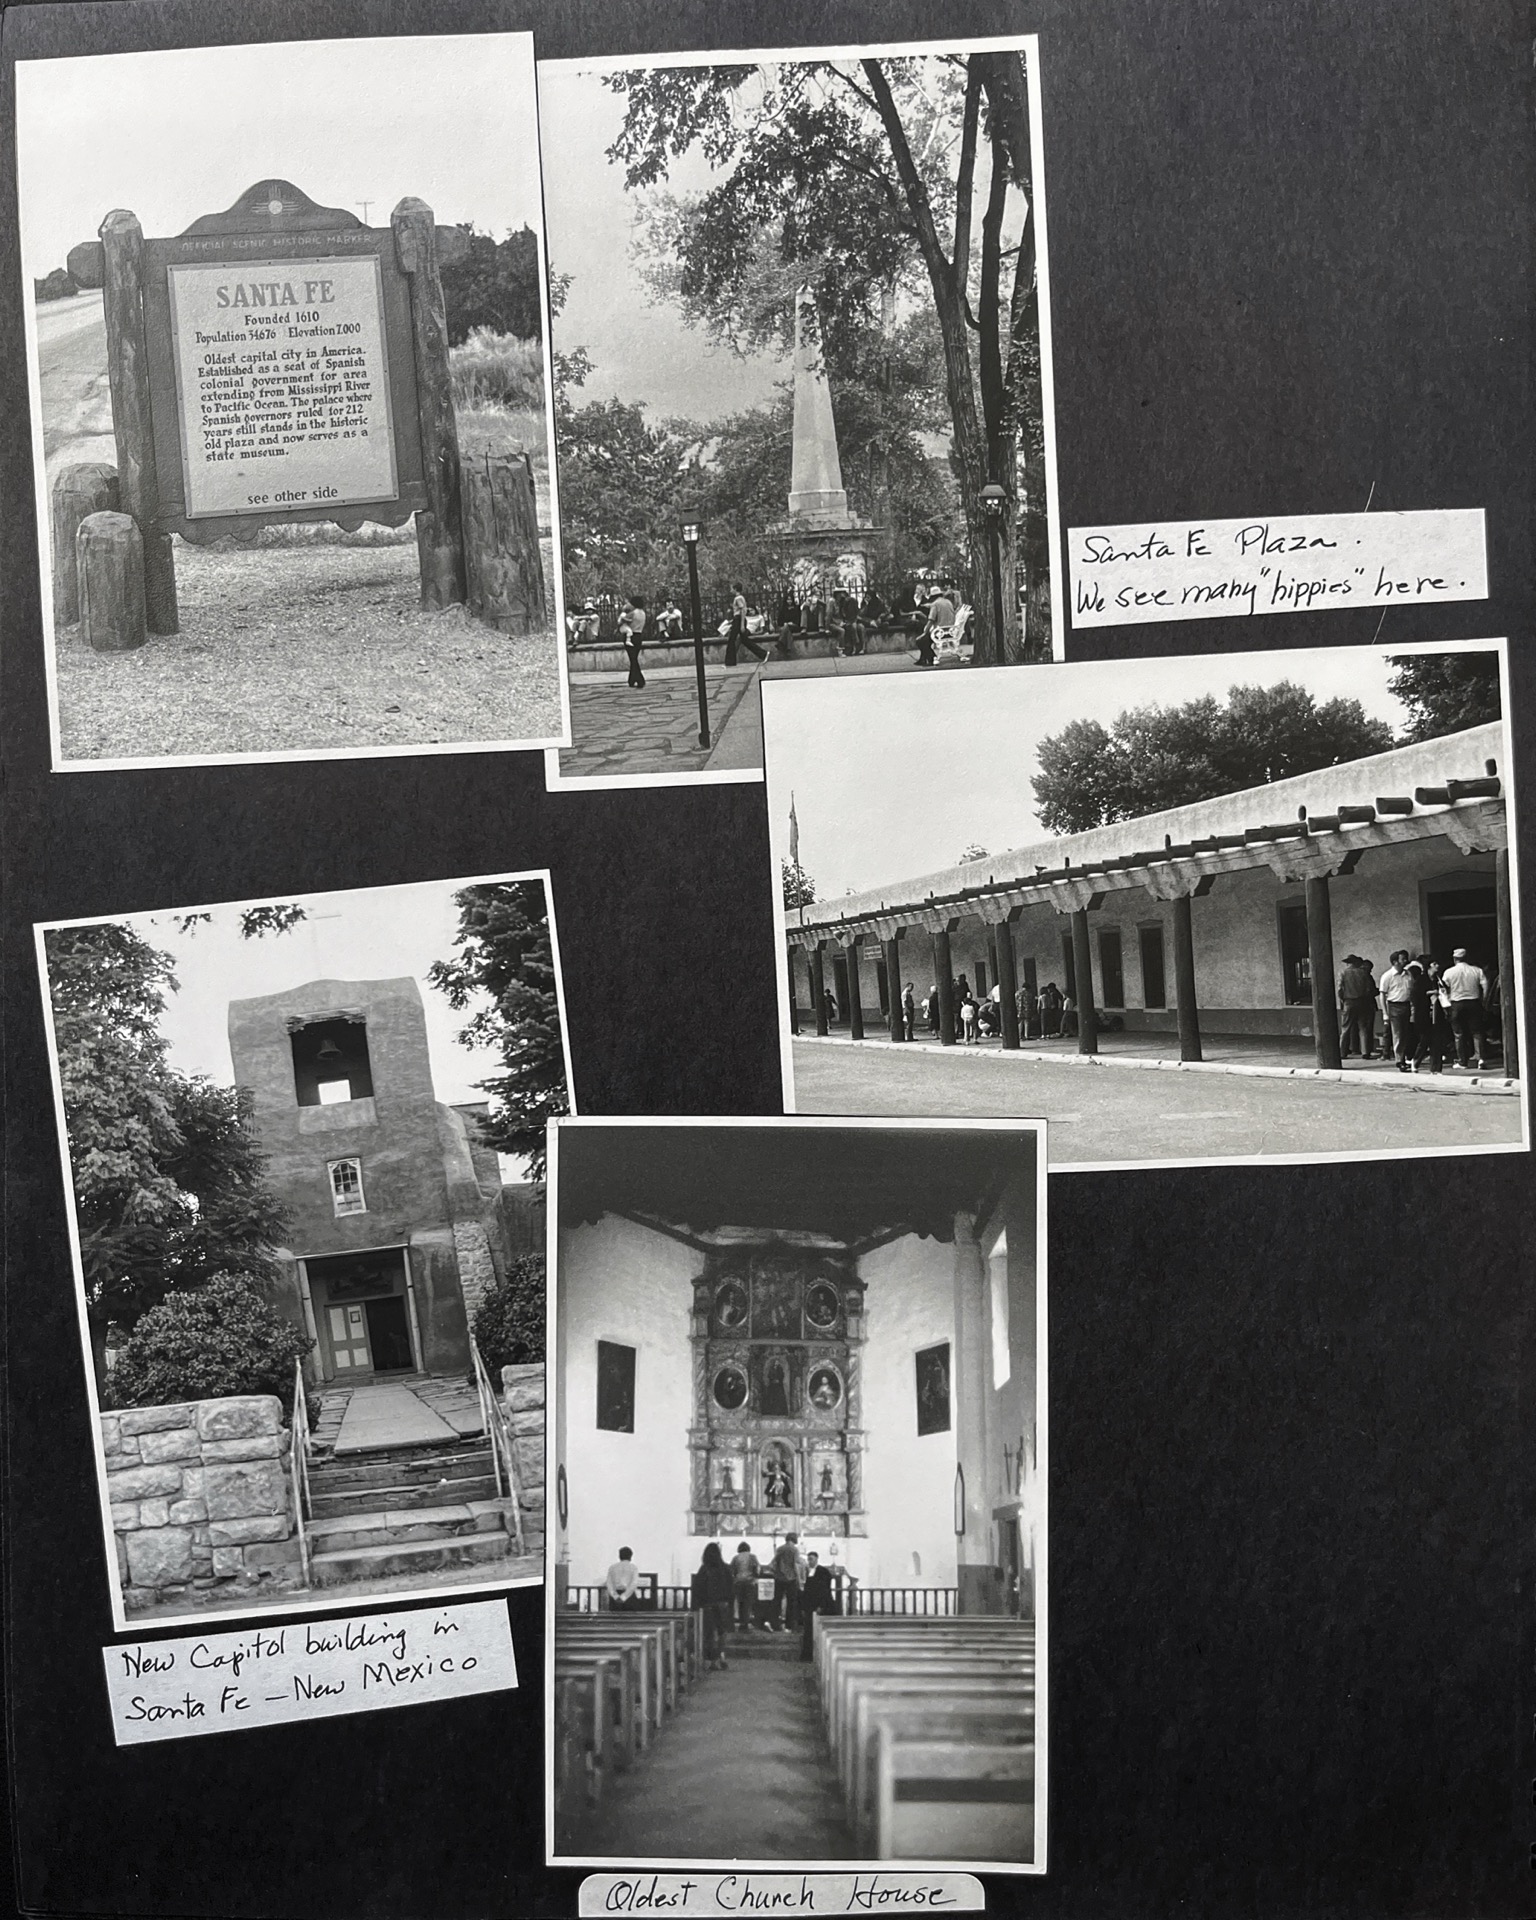 OFFICIAL SCENIC HISTORIC MARKER
SANTA FE
Founded 1610
Population 34676 Elevation 7,000
Oldest capital city in America.
Established as a seat of Spanish
colonial government for area
extending from Mississippi River
to Pacific Ocean. The palace where
Spanish governors ruled for 212
years still stands in the historic
old plaza and now serves as a
state museum.
see other side
Santa Fe Plaza.
We see many "hippies" here.
New Capitol building in
Santa Fe - New Mexico
Oldest Church House